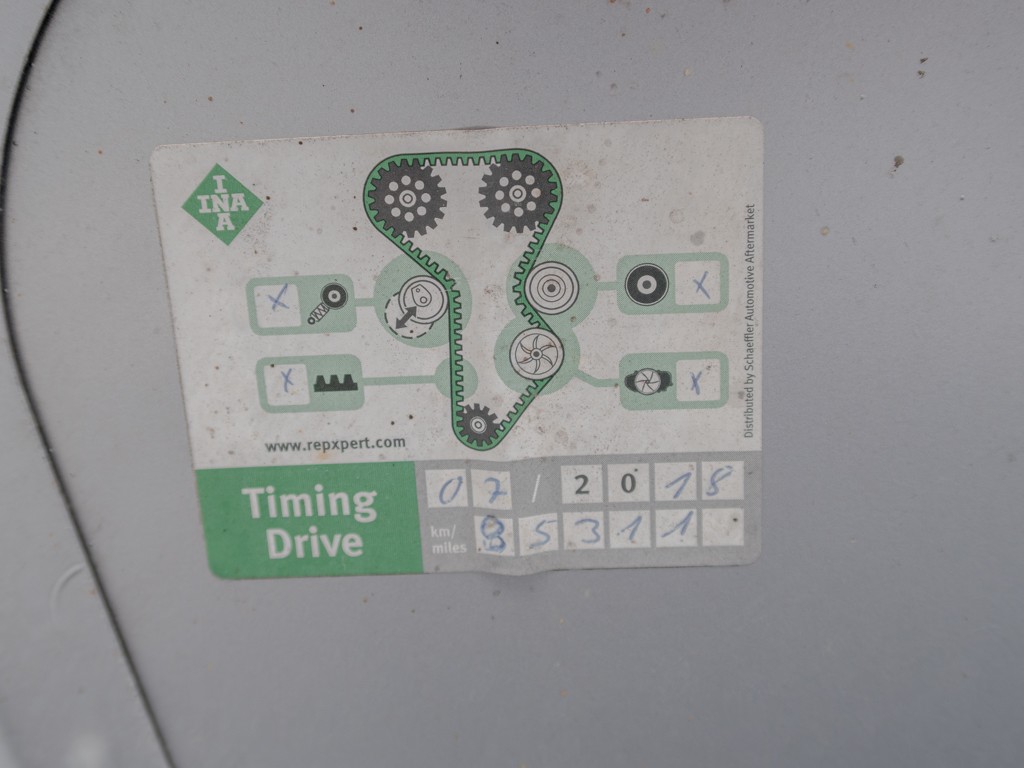 I
INA
A
X
X
X
X
www.repxpert.com
Distributed by Schaeffler Automotive Aftermarket
Timing
Drive
07 / 2018
km/
miles
85311